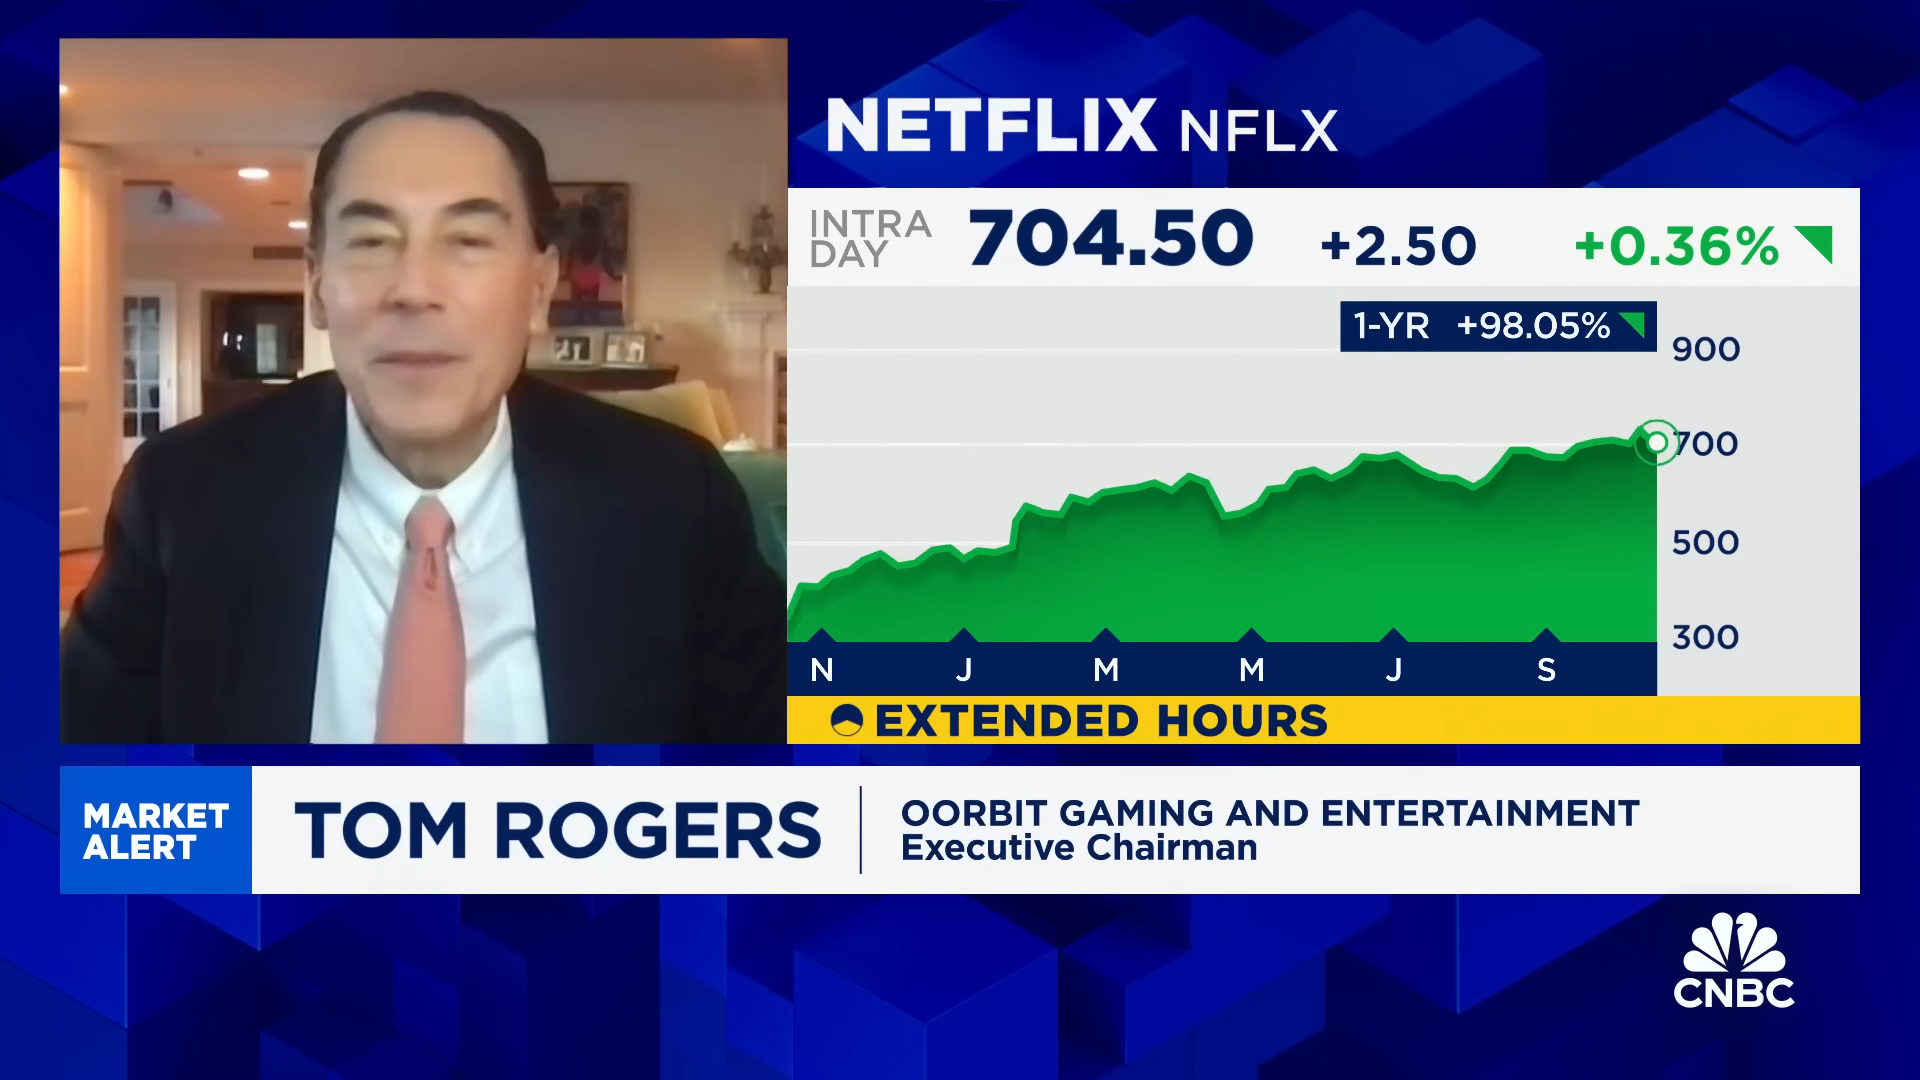 NETFLIX NFLX
INTRA
DAY
704.50 +2.50 +0.36%
1-YR +98.05%
900
700
500
300
N J M M J S
EXTENDED HOURS
MARKET
ALERT
TOM ROGERS
OORBIT GAMING AND ENTERTAINMENT
Executive Chairman
CNBC